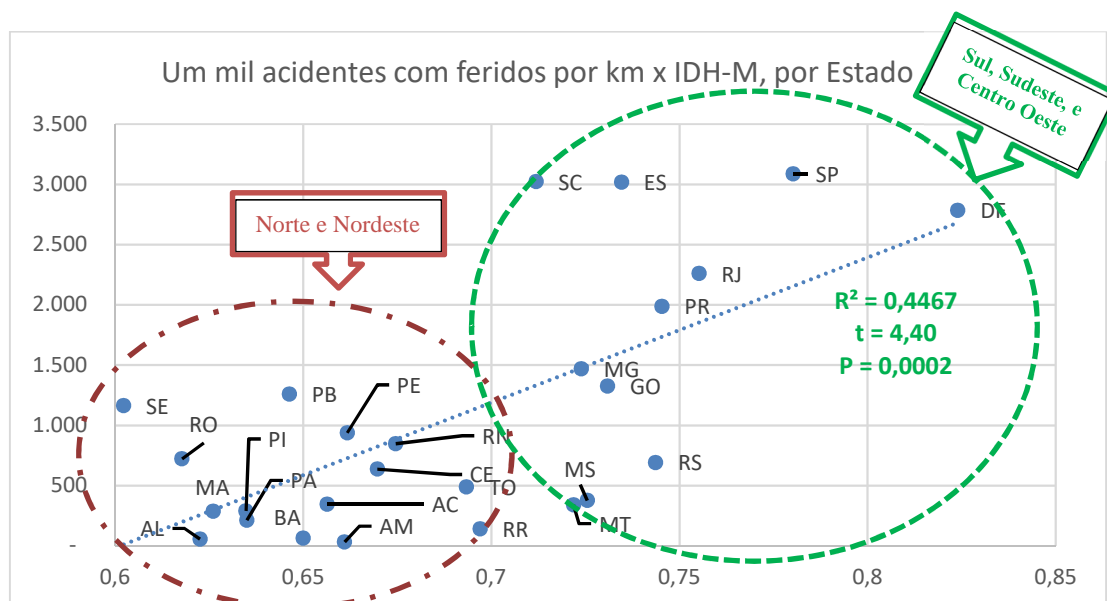 Um mil acidentes com feridos por km x IDH-M, por Estado
Sul, Sudeste, e
Centro Oeste
Norte e Nordeste
3.500
3.000
2.500
2.000
1.500
1.000
500
-
SC
ES
SP
DF
RJ
PR
R² = 0,4467
t = 4,40
P = 0,0002
MG
GO
RS
MS
MT
SE
PB
PE
RO
PI
RN
MA
PA
CE
TO
AL
BA
AC
AM
RR
0,6
0,65
0,7
0,75
0,8
0,85